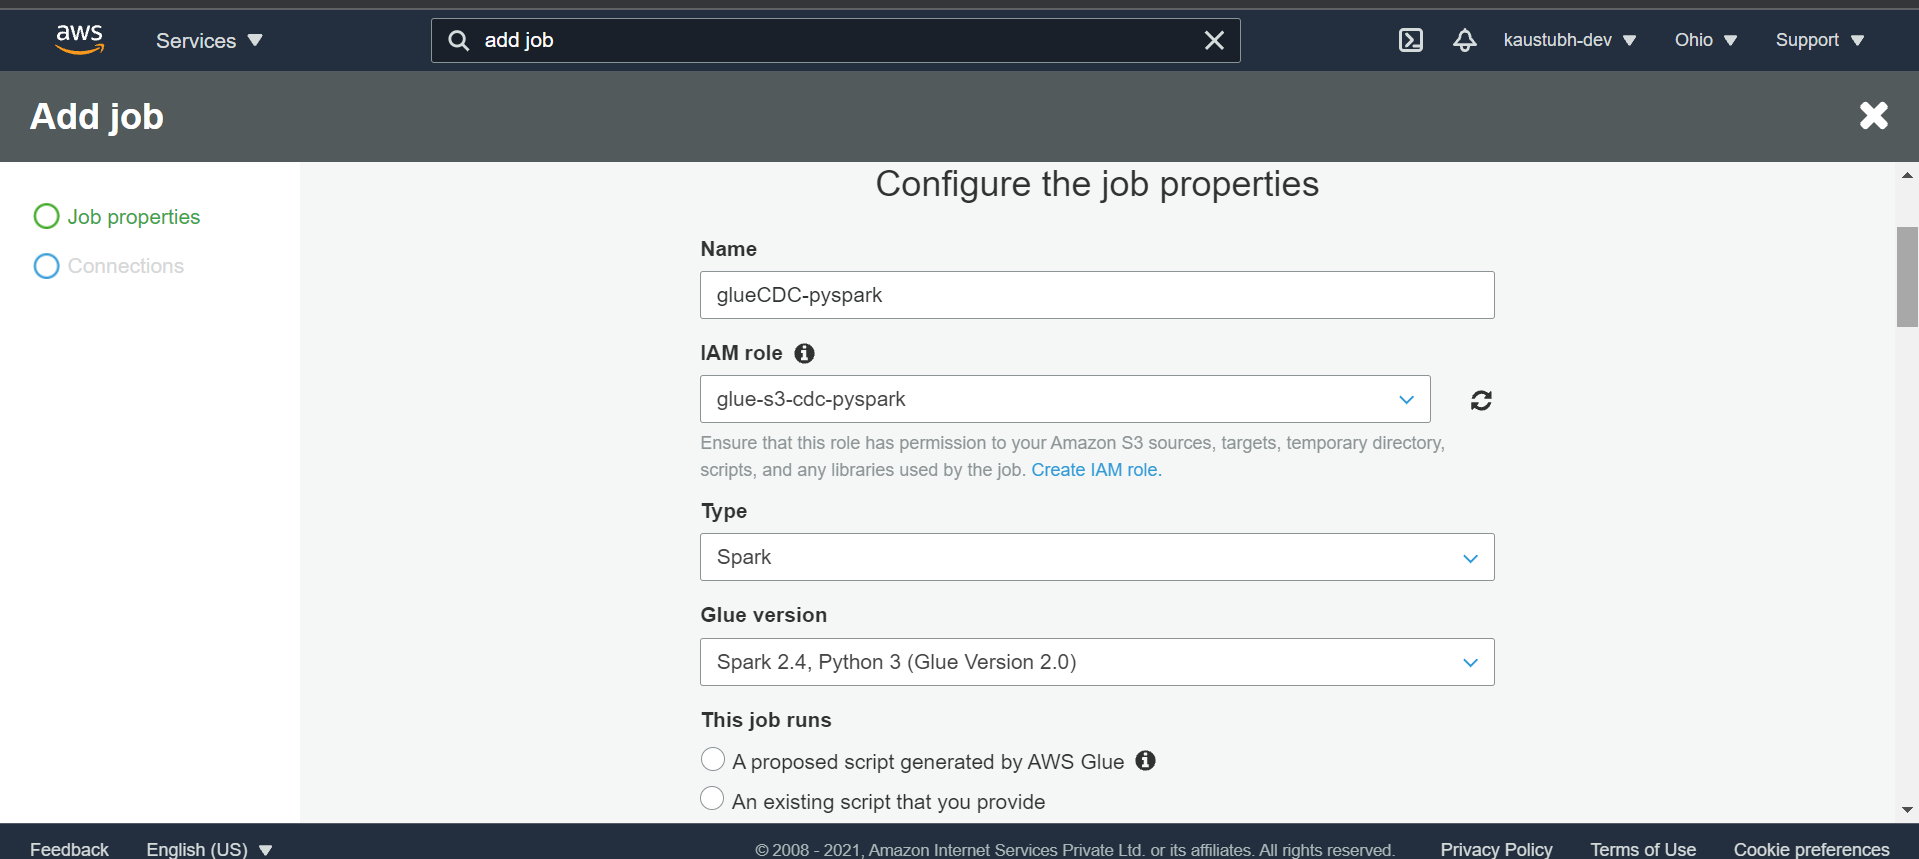 aws
Services
add job
kaustubh-dev
Ohio
Support
Add job
Job properties
Connections
Configure the job properties
Name
glueCDC-pyspark
IAM role
glue-s3-cdc-pyspark
Ensure that this role has permission to your Amazon S3 sources, targets, temporary directory,
scripts, and any libraries used by the job. Create IAM role.
Type
Spark
Glue version
Spark 2.4, Python 3 (Glue Version 2.0)
This job runs
A proposed script generated by AWS Glue
An existing script that you provide
Feedback
English (US)
© 2008 - 2021, Amazon Internet Services Private Ltd. or its affiliates. All rights reserved.
Privacy Policy
Terms of Use
Cookie preferences